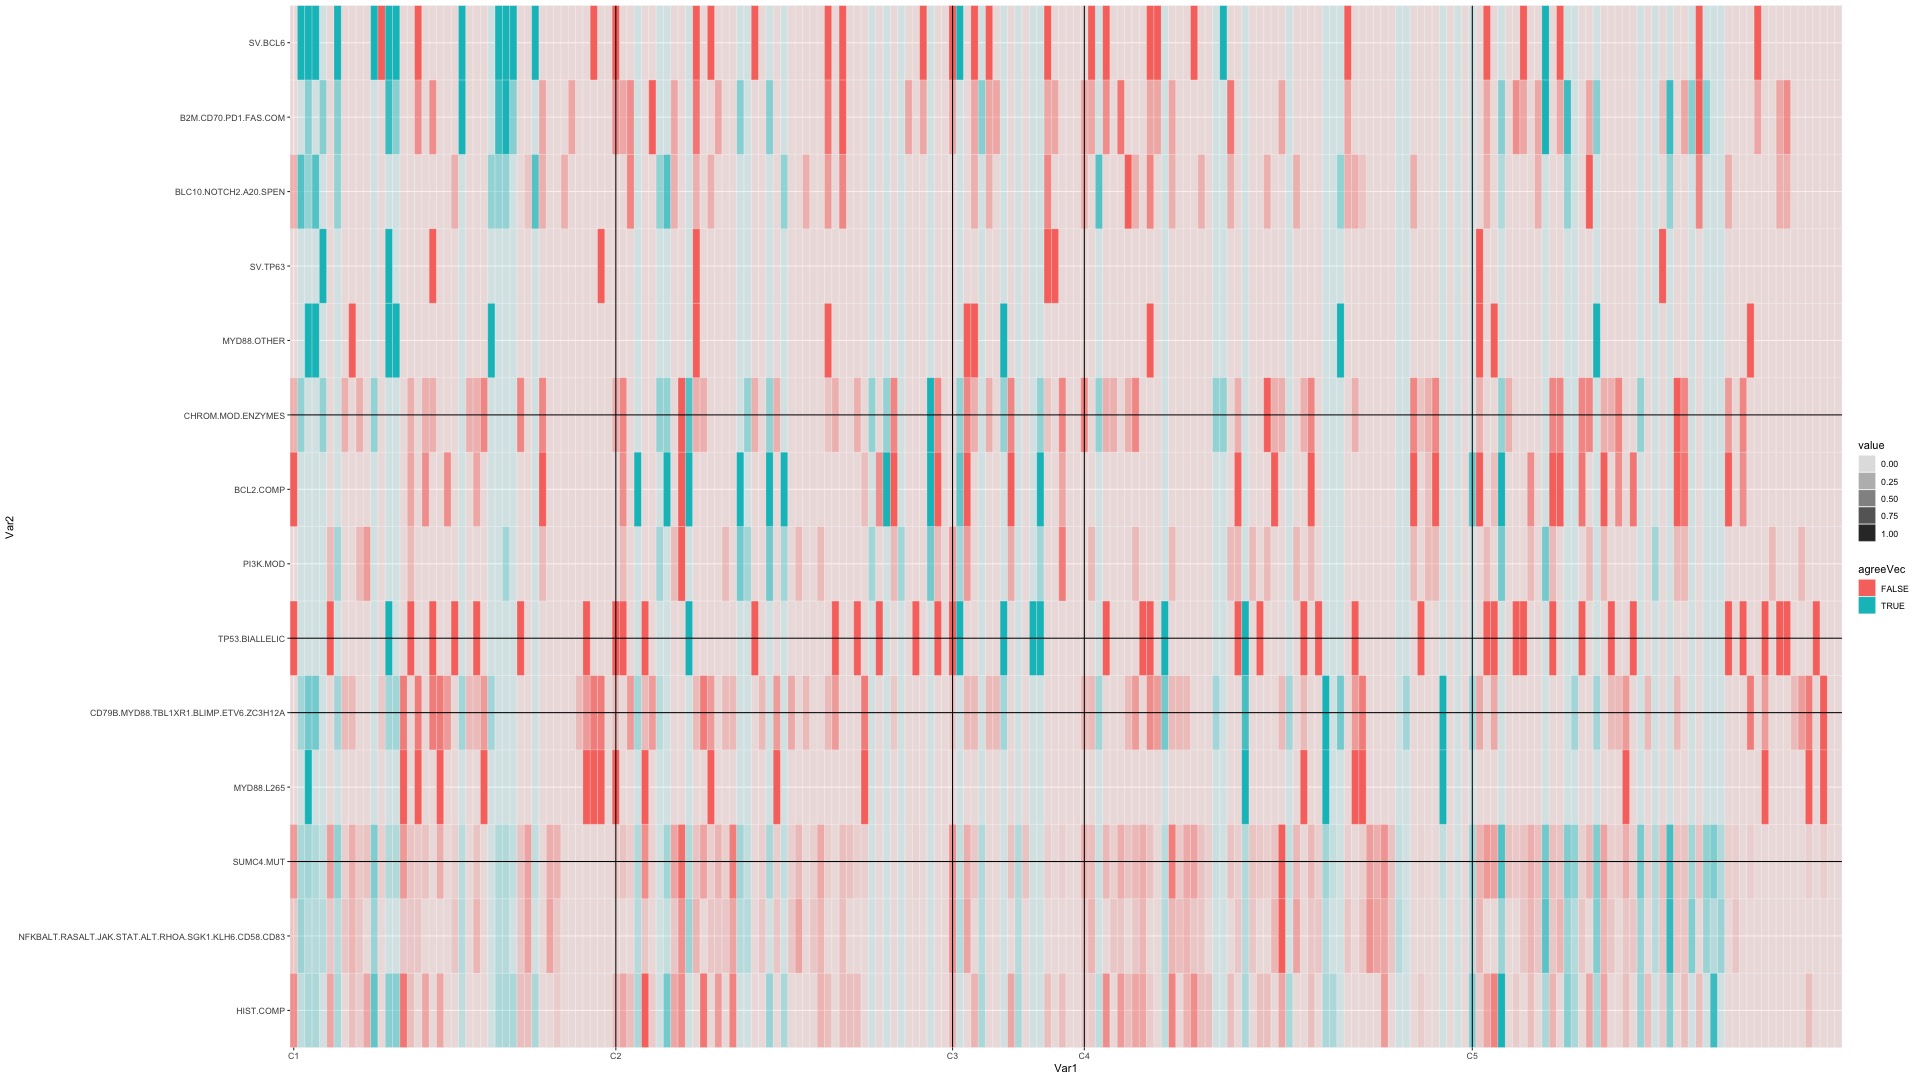 SV.BCL6
B2M.CD70.PD1.FAS.COM
BLC10.NOTCH2.A20.SPEN
SV.TP63
MYD88.OTHER
CHROM.MOD.ENZYMES
BCL2.COMP
PI3K.MOD
TP53.BIALLELIC
CD79B.MYD88.TBL1XR1.BLIMP.ETV6.ZC3H12A
MYD88.L265
SUMC4.MUT
NFKBALT.RASALT.JAK.STAT.ALT.RHOA.SGK1.KLH6.CD58.CD83
HIST.COMP
Var2
C1 C2 C3 C4 C5
Var1
value
0.00
0.25
0.50
0.75
1.00
agreeVec
FALSE
TRUE